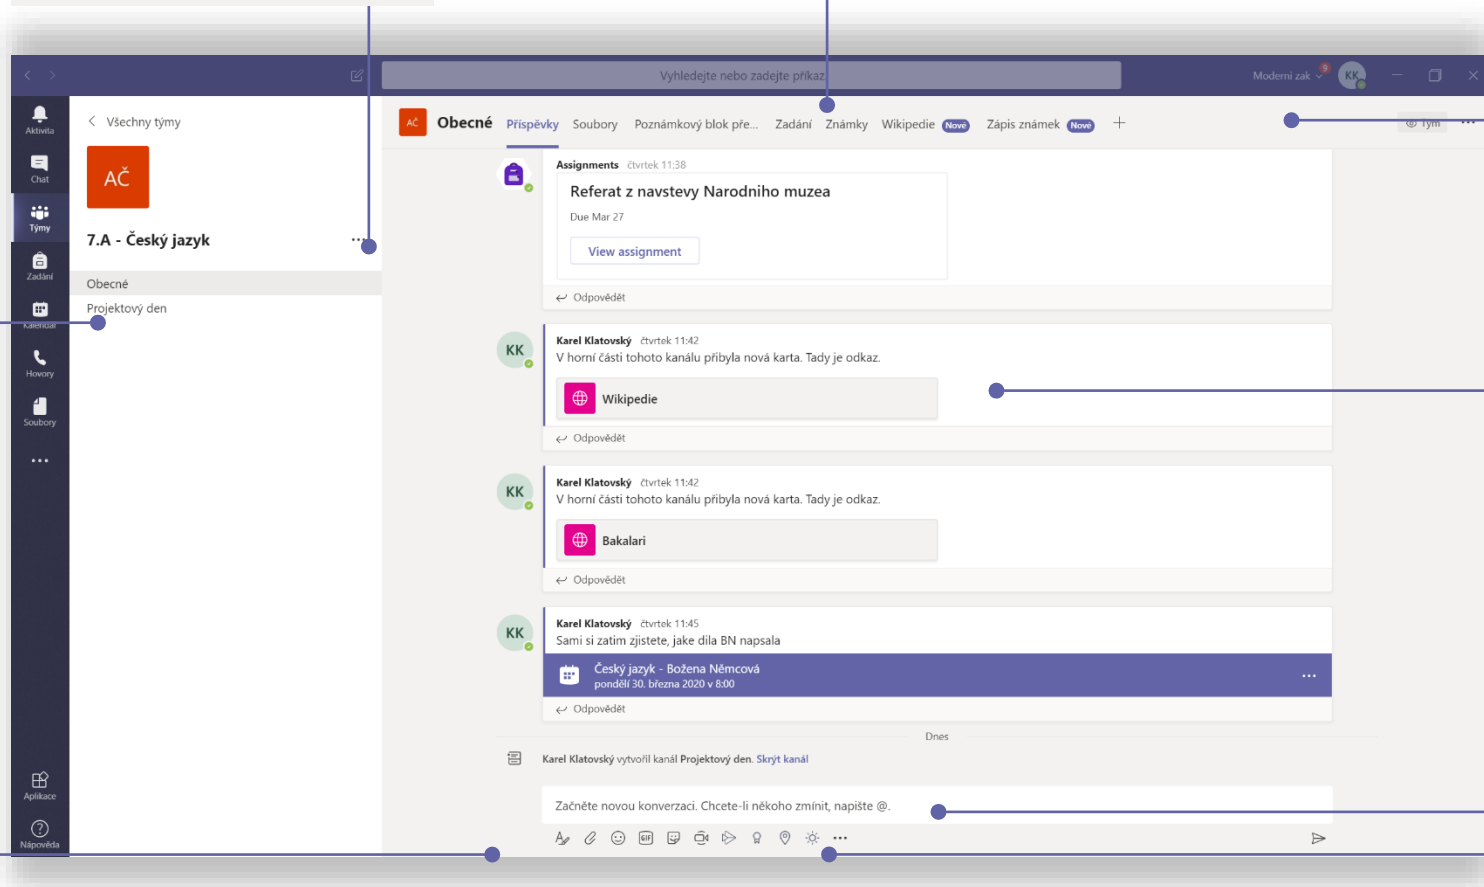 Vyhledejte nebo zadejte příkaz.
Moderni zak
9
KK
Aktivita
Chat
Týmy
Zadání
Kalendář
Hovory
Soubory
Aplikace
Nápověda
Všechny týmy
AČ
7.A - Český jazyk
Obecné
Projektový den
AČ Obecné Příspěvky Soubory Poznámkový blok pře... Zadání Známky Wikipedie Nové Zápis známek Nové
Tým
Assignments čtvrtek 11:38
Referat z navstevy Narodniho muzea
Due Mar 27
View assignment
Odpovědět
KK
Karel Klatovský čtvrtek 11:42
V horní části tohoto kanálu přibyla nová karta. Tady je odkaz.
Wikipedie
Odpovědět
KK
Karel Klatovský čtvrtek 11:42
V horní části tohoto kanálu přibyla nová karta. Tady je odkaz.
Bakalari
Odpovědět
KK
Karel Klatovský čtvrtek 11:45
Sami si zatim zjistete, jake dila BN napsala
Český jazyk - Božena Němcová
pondělí 30. března 2020 v 8:00
Odpovědět
Dnes
Karel Klatovský vytvořil kanál Projektový den. Skrýt kanál
Začněte novou konverzaci. Chcete-li někoho zmínit, napište @.
GIF